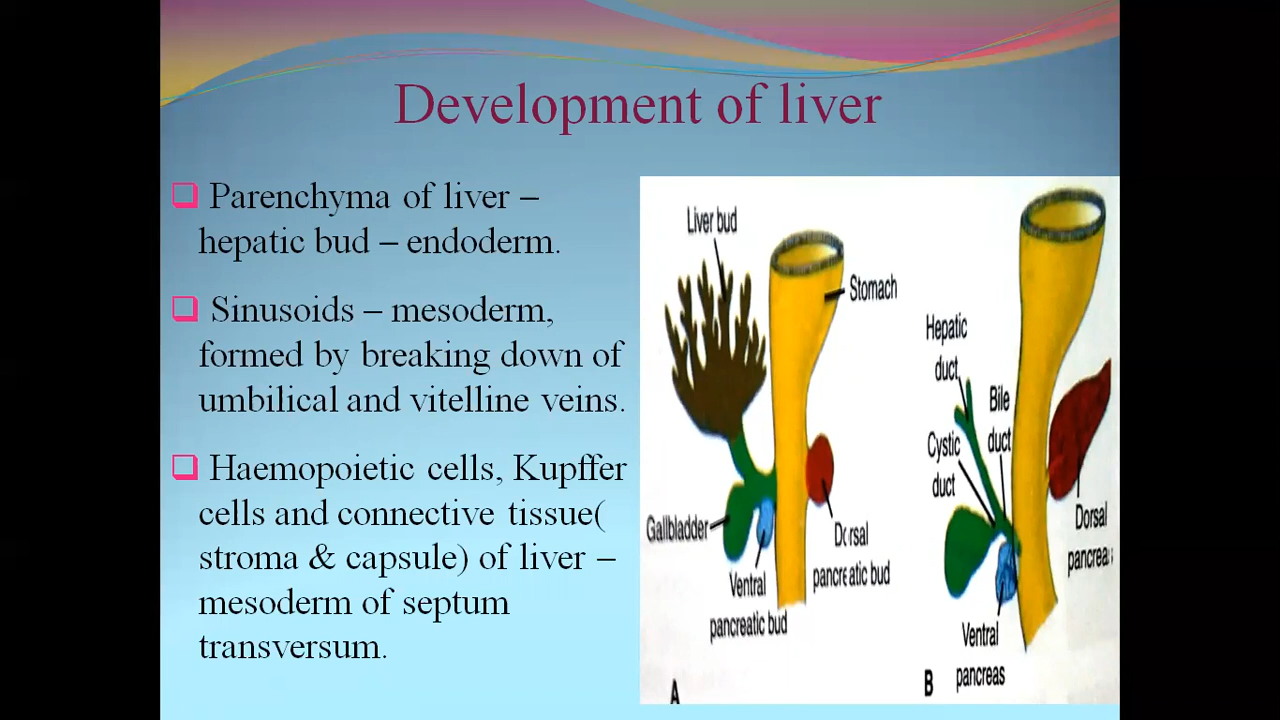 Development of liver
Parenchyma of liver –
hepatic bud – endoderm.
Sinusoids – mesoderm,
formed by breaking down of
umbilical and vitelline veins.
Haemopoietic cells, Kupffer
cells and connective tissue(
stroma & capsule) of liver –
mesoderm of septum
transversum.
Liver bud
Stomach
Gallbladder
Dorsal
pancreatic bud
Ventral
pancreatic bud
A
Hepatic
duct
Bile
duct
Cystic
duct
Dorsal
pancreas
Ventral
pancreas
B